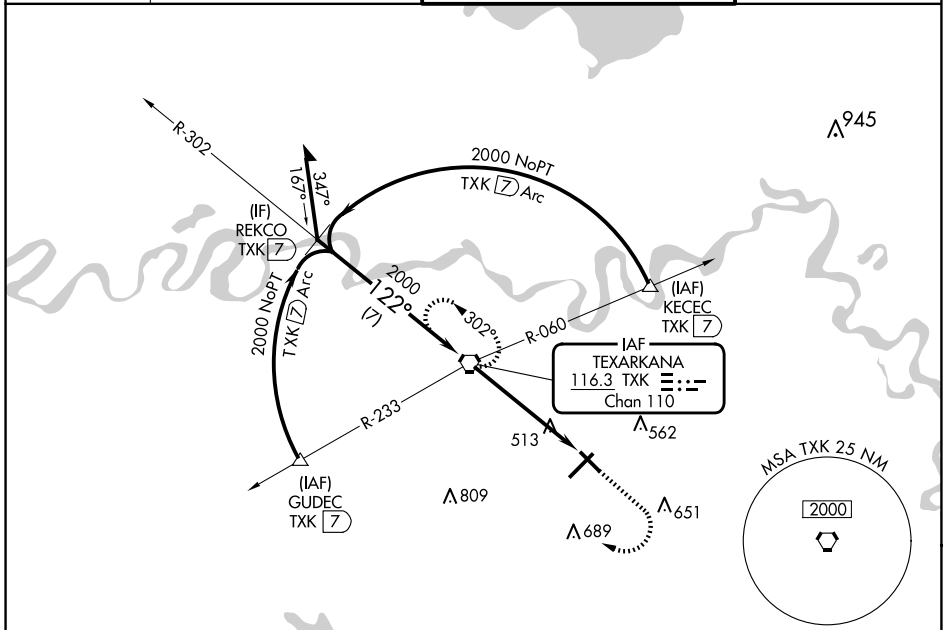 945
R-302
2000 NoPT
TXK 7 Arc
347°
167°
(IF)
REKCO
TXK 7
2000
122°
(7)
2000 NoPT
TXK 7 Arc
302°
R-060
(IAF)
KECEC
TXK 7
IAF
TEXARKANA
116.3 TXK
Chan 110
R-233
513
562
(IAF)
GUDEC
TXK 7
809
689
651
MSA TXK 25 NM
2000